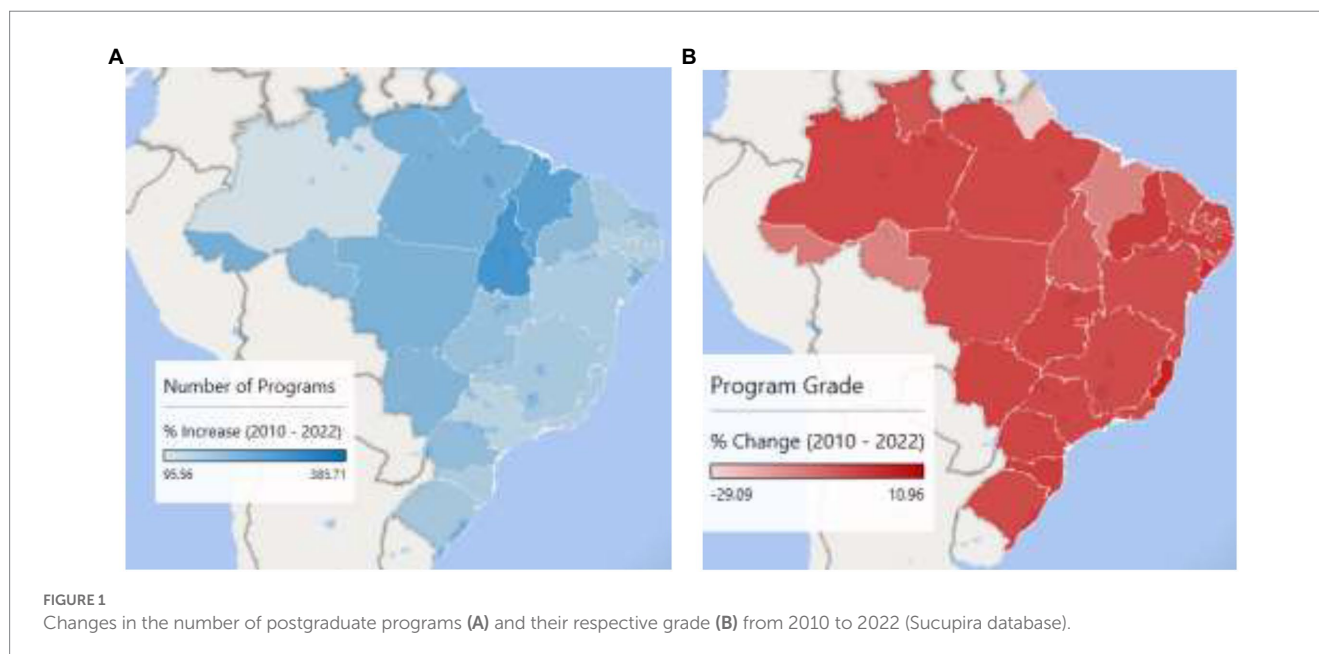 A
B
Number of Programs
% Increase (2010 - 2022)
95.56 385.71
Program Grade
% Change (2010 - 2022)
-29.09 10.96
FIGURE 1
Changes in the number of postgraduate programs (A) and their respective grade (B) from 2010 to 2022 (Sucupira database).